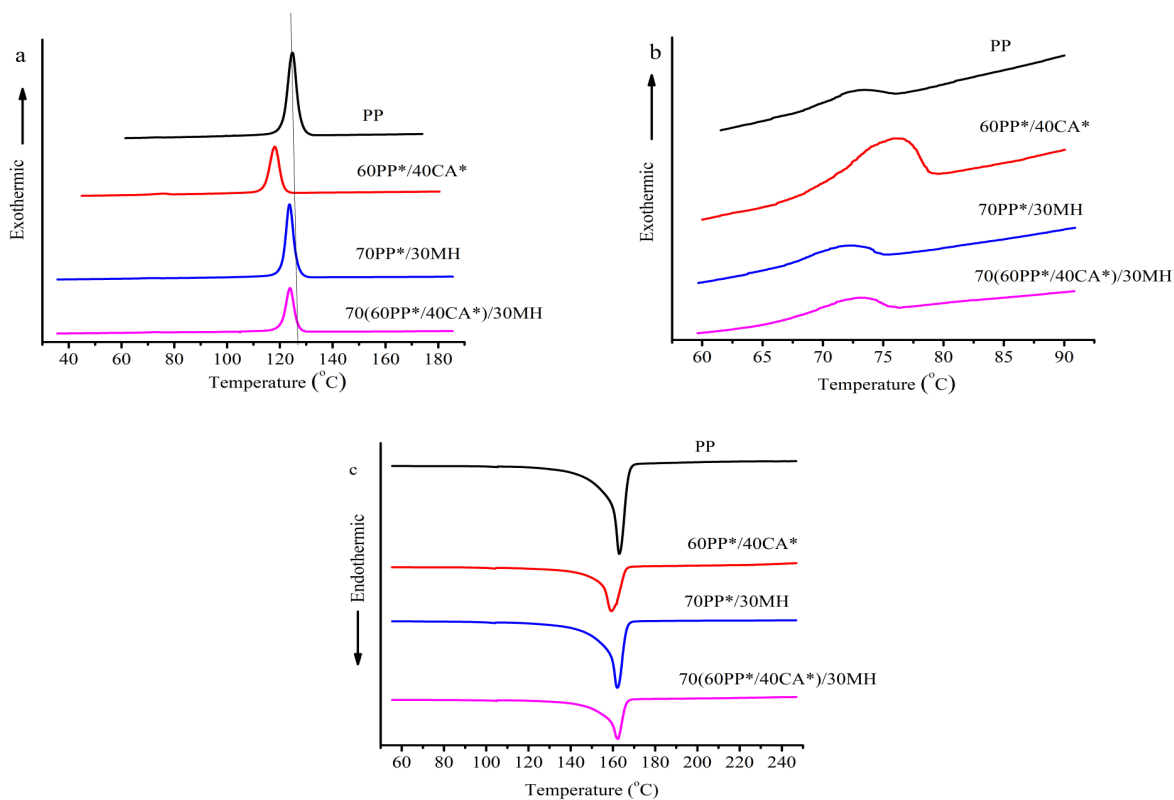 a
Exothermic
PP
60PP*/40CA*
70PP*/30MH
70(60PP*/40CA*)/30MH
40 60 80 100 120 140 160 180
Temperature (°C)
b
Exothermic
PP
60PP*/40CA*
70PP*/30MH
70(60PP*/40CA*)/30MH
60 65 70 75 80 85 90
Temperature (°C)
c
Endothermic
PP
60PP*/40CA*
70PP*/30MH
70(60PP*/40CA*)/30MH
60 80 100 120 140 160 180 200 220 240
Temperature (°C)